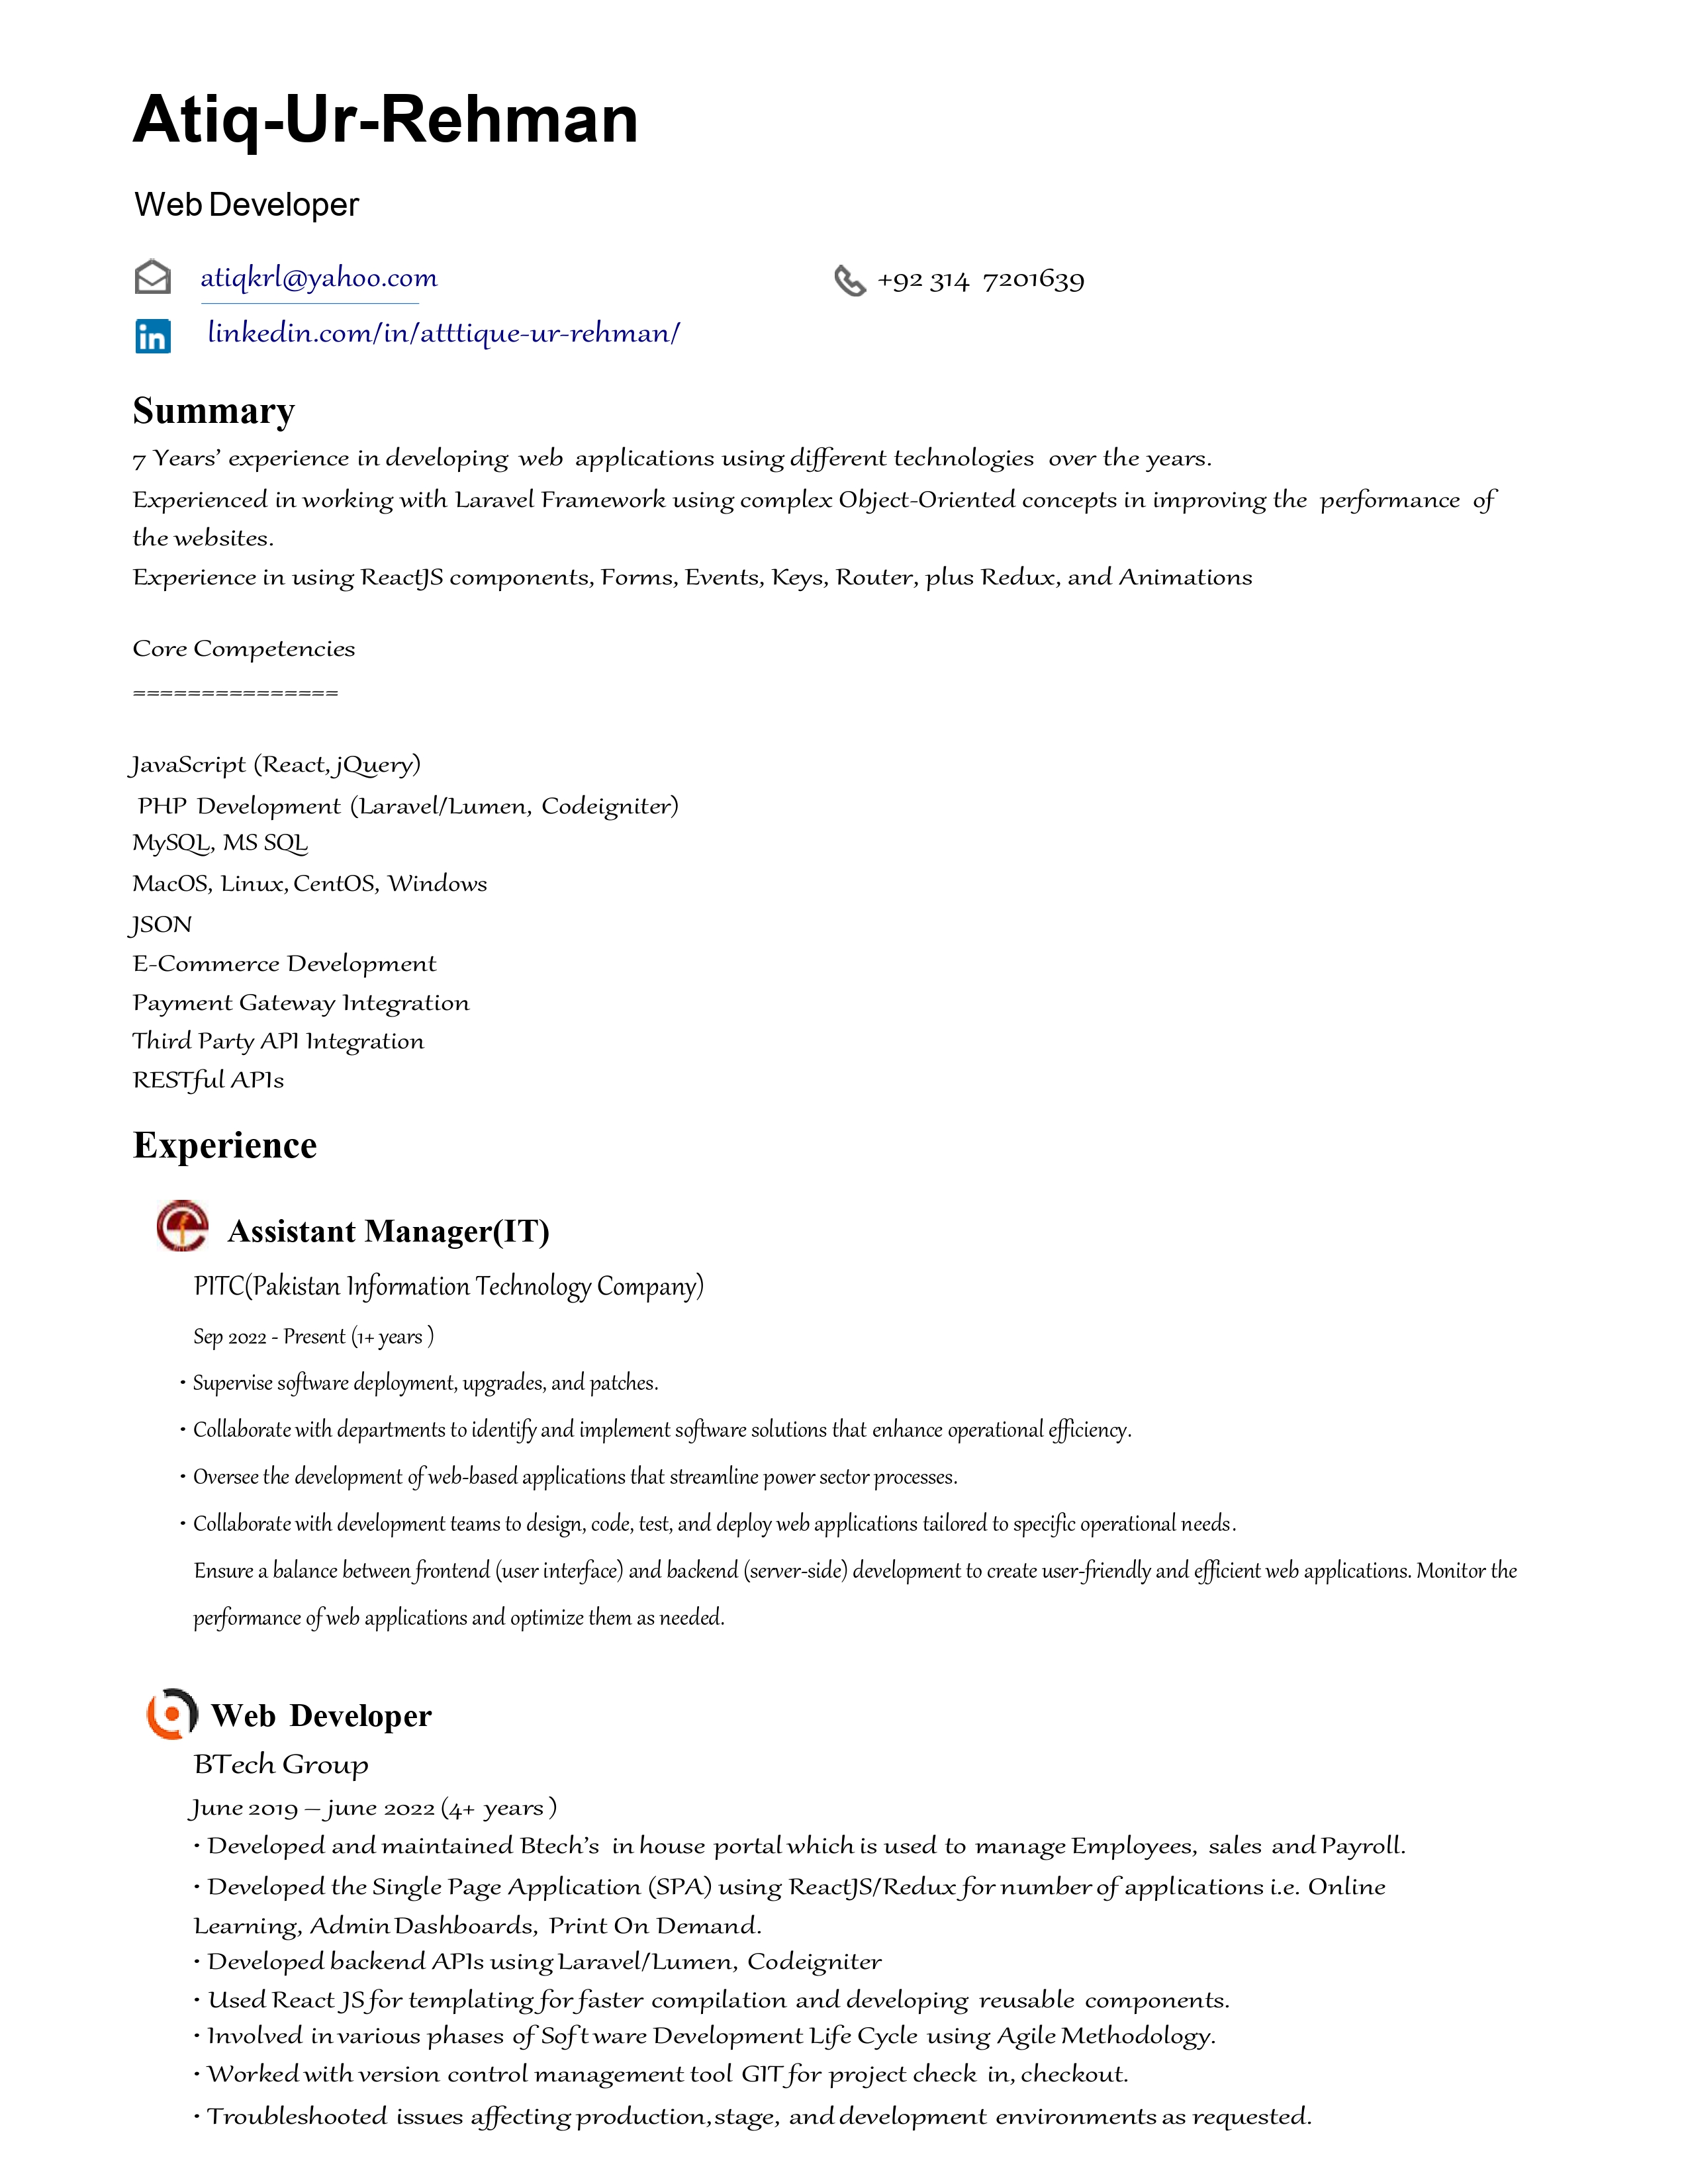 Atiq-Ur-Rehman
Web Developer
atiqkrl@yahoo.com +92 314 7201639
linkedin.com/in/atttique-ur-rehman/
Summary
7 Years’ experience in developing web applications using different technologies over the years.
Experienced in working with Laravel Framework using complex Object-Oriented concepts in improving the performance of
the websites.
Experience in using ReactJS components, Forms, Events, Keys, Router, plus Redux, and Animations
Core Competencies
===============
JavaScript (React, jQuery)
PHP Development (Laravel/Lumen, Codeigniter)
MySQL, MS SQL
MacOS, Linux, CentOS, Windows
JSON
E-Commerce Development
Payment Gateway Integration
Third Party API Integration
RESTful APIs
Experience
Assistant Manager(IT)
PITC(Pakistan Information Technology Company)
Sep 2022 - Present (1+ years )
• Supervise software deployment, upgrades, and patches.
• Collaborate with departments to identify and implement software solutions that enhance operational efficiency.
• Oversee the development of web-based applications that streamline power sector processes.
• Collaborate with development teams to design, code, test, and deploy web applications tailored to specific operational needs.
Ensure a balance between frontend (user interface) and backend (server-side) development to create user-friendly and efficient web applications. Monitor the
performance of web applications and optimize them as needed.
Web Developer
BTech Group
June 2019 – june 2022 (4+ years )
• Developed and maintained Btech’s in house portal which is used to manage Employees, sales and Payroll.
• Developed the Single Page Application (SPA) using ReactJS/Redux for number of applications i.e. Online
Learning, Admin Dashboards, Print On Demand.
• Developed backend APIs using Laravel/Lumen, Codeigniter
• Used React JS for templating for faster compilation and developing reusable components.
• Involved in various phases of Software Development Life Cycle using Agile Methodology.
• Worked with version control management tool GIT for project check in, checkout.
• Troubleshooted issues affecting production, stage, and development environments as requested.